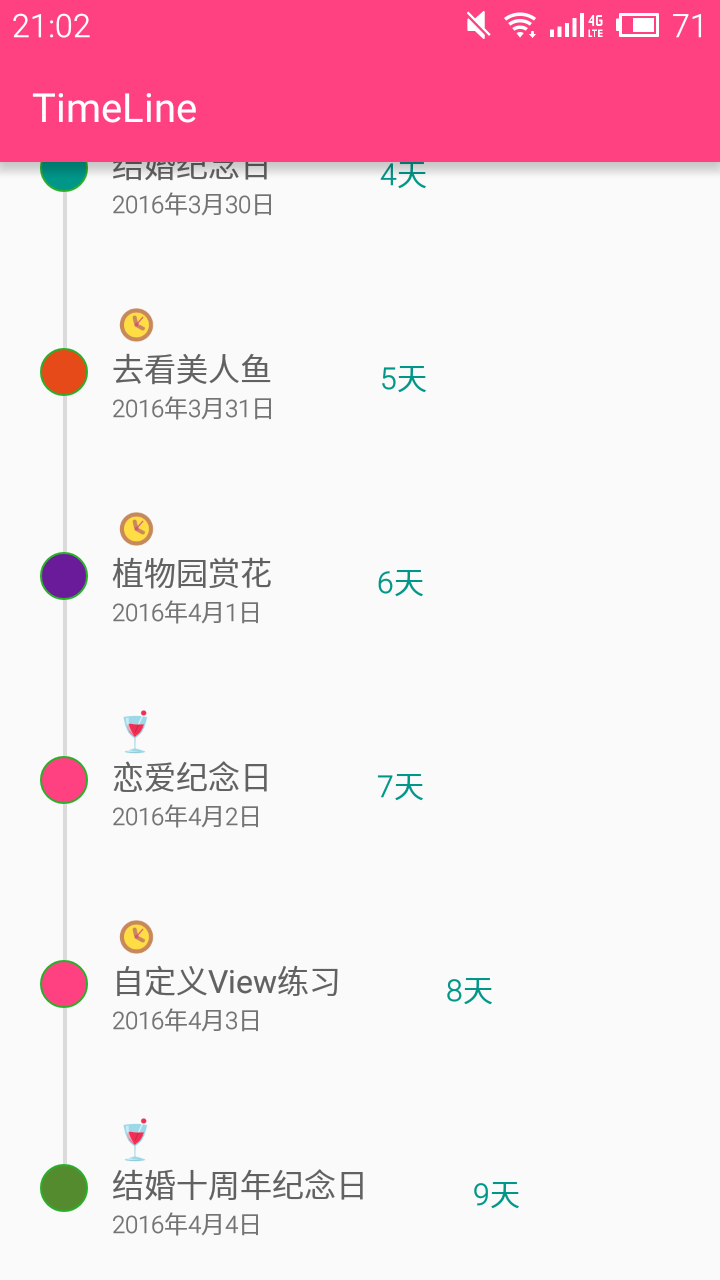 21:02
4G
LTE
71
TimeLine
结婚纪念日
4天
2016年3月30日
去看美人鱼
5天
2016年3月31日
植物园赏花
6天
2016年4月1日
恋爱纪念日
7天
2016年4月2日
自定义View练习
8天
2016年4月3日
结婚十周年纪念日
9天
2016年4月4日